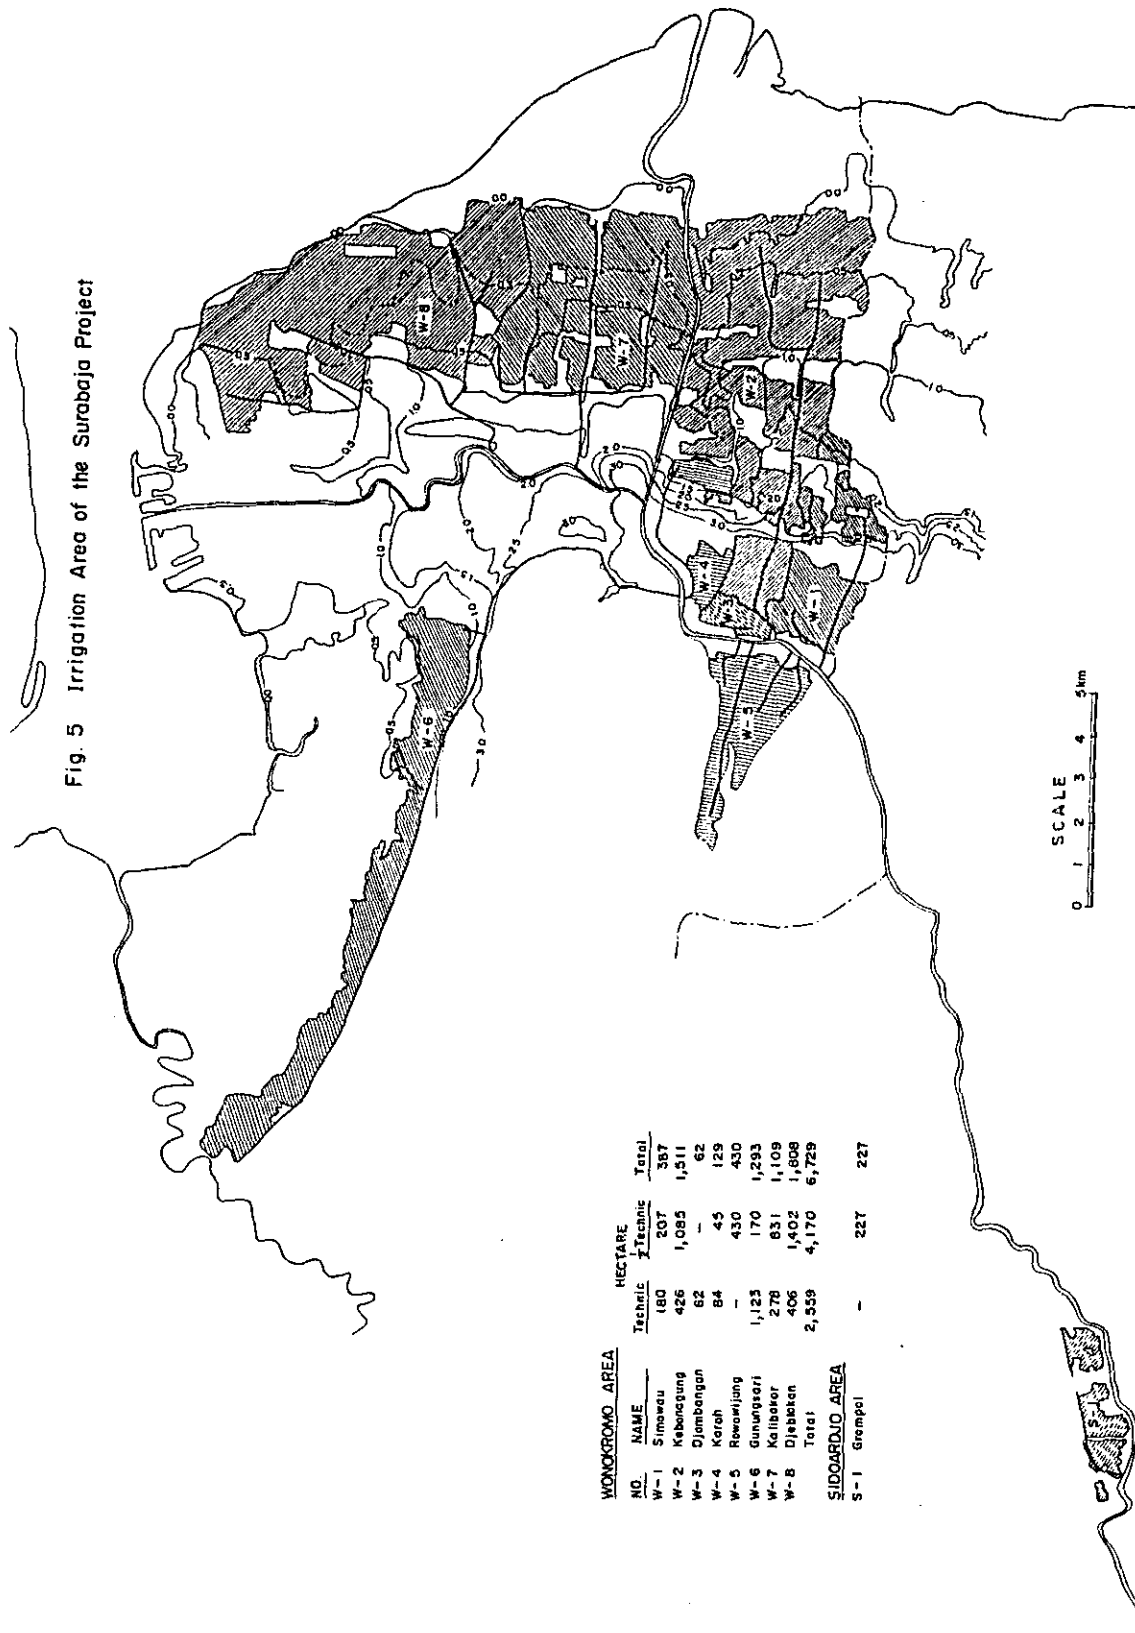 Fig. 5 Irrigation Area of the Surabaja Project
W-8
W-7
W-2
W-4
W-3
W-1
W-5
W-6
S-1
SCALE
0 1 2 3 4 5km
WONOKROMO AREA
HECTARE
NO. NAME Technic ½ Technic Total
W-1 Simowau 180 207 387
W-2 Kebonagung 426 1,085 1,511
W-3 Djambangan 62 - 62
W-4 Karah 84 45 129
W-5 Rowowijung - 430 430
W-6 Gunungsari 1,123 170 1,293
W-7 Kalibokor 278 831 1,109
W-8 Djeblokan 406 1,402 1,808
Total 2,559 4,170 6,729
SIDOARDJO AREA
S-1 Grompol - 227 227